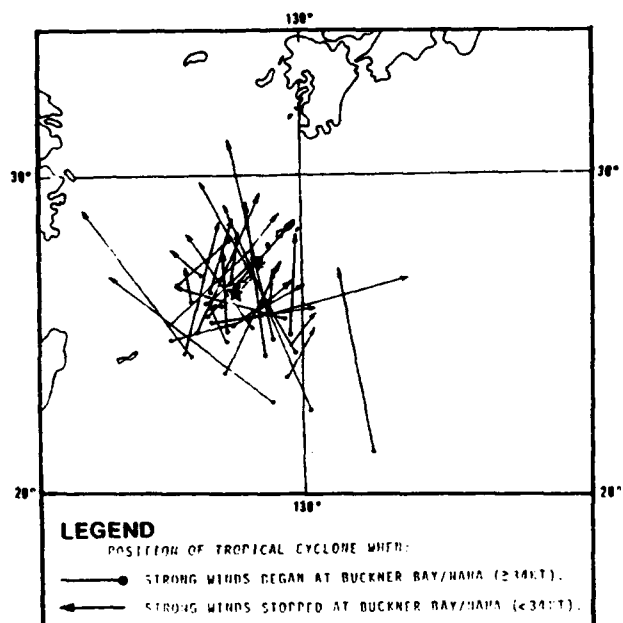 130°
30°
30°
20°
20°
130°
LEGEND
POSITION OF TROPICAL CYCLONE WHEN:
STRONG WINDS BEGAN AT BUCKNER BAY/NAHA (≥34KT).
STRONG WINDS STOPPED AT BUCKNER BAY/NAHA (<34KT).